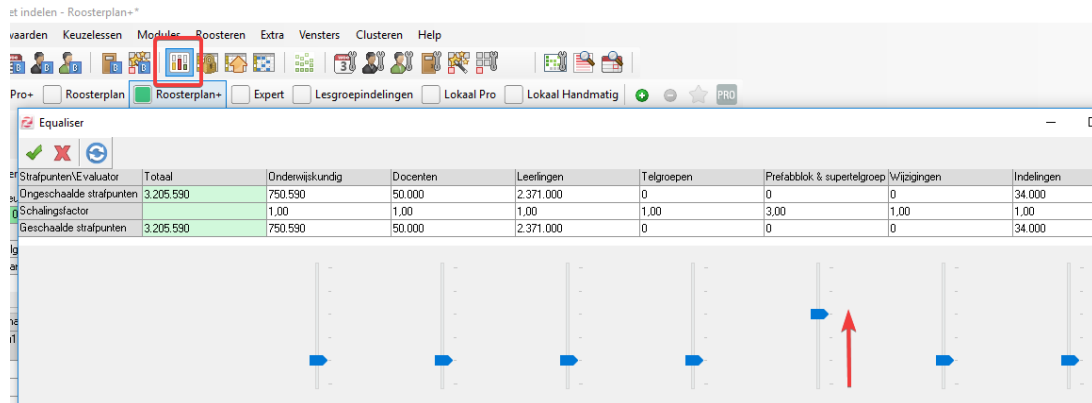 et indelen - Roosterplan+*
vaarden Keuzelessen Modules Roosteren Extra Vensters Clusteren Help
B B B B 3
Pro+ Roosterplan Roosterplan+ Expert Lesgroepindelingen Lokaal Pro Lokaal Handmatig PRO
Equaliser
Strafpunten\Evaluator Totaal Onderwijskundig Docenten Leerlingen Telgroepen Prefabblok & supertelgroep Wijzigingen Indelingen
Ongeschaalde strafpunten 3.205.590 750.590 50.000 2.371.000 0 0 0 34.000
Schalingsfactor 1,00 1,00 1,00 1,00 3,00 1,00 1,00
Geschaalde strafpunten 3.205.590 750.590 50.000 2.371.000 0 0 0 34.000